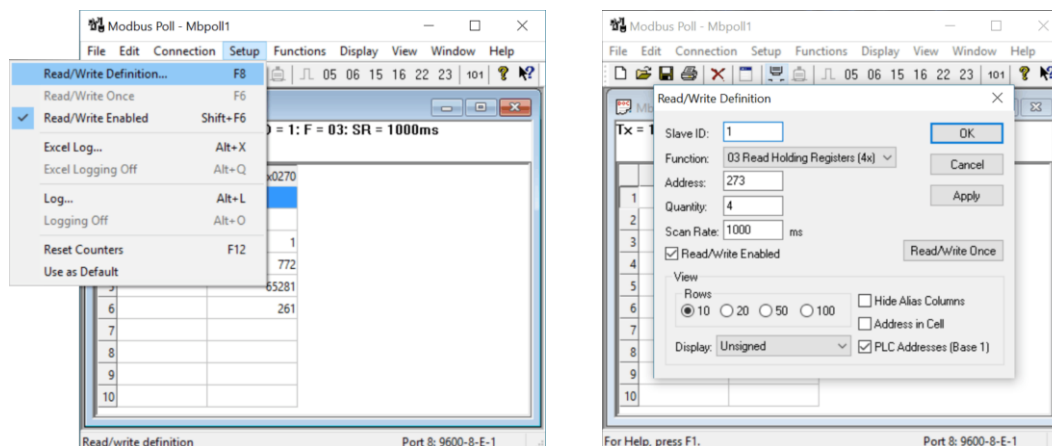 Modbus Poll - Mbpoll1
File Edit Connection Setup Functions Display View Window Help
05 06 15 16 22 23 101
Read/Write Definition... F8
Read/Write Once F6
Read/Write Enabled Shift+F6
Excel Log... Alt+X
Excel Logging Off Alt+Q
Log... Alt+L
Logging Off Alt+O
Reset Counters F12
Use as Default
= 1: F = 03: SR = 1000ms
x0270
1
772
65281
6 261
7
8
9
10
Read/write definition Port 8: 9600-8-E-1
Modbus Poll - Mbpoll1
File Edit Connection Setup Functions Display View Window Help
05 06 15 16 22 23 101
Tx = 1
1
2
3
4
5
6
7
8
9
10
Read/Write Definition
Slave ID: 1
Function: 03 Read Holding Registers (4x)
Address: 273
Quantity: 4
Scan Rate: 1000 ms
Read/Write Enabled
OK
Cancel
Apply
Read/Write Once
View
Rows
10 20 50 100
Display: Unsigned
Hide Alias Columns
Address in Cell
PLC Addresses (Base 1)
For Help, press F1. Port 8: 9600-8-E-1